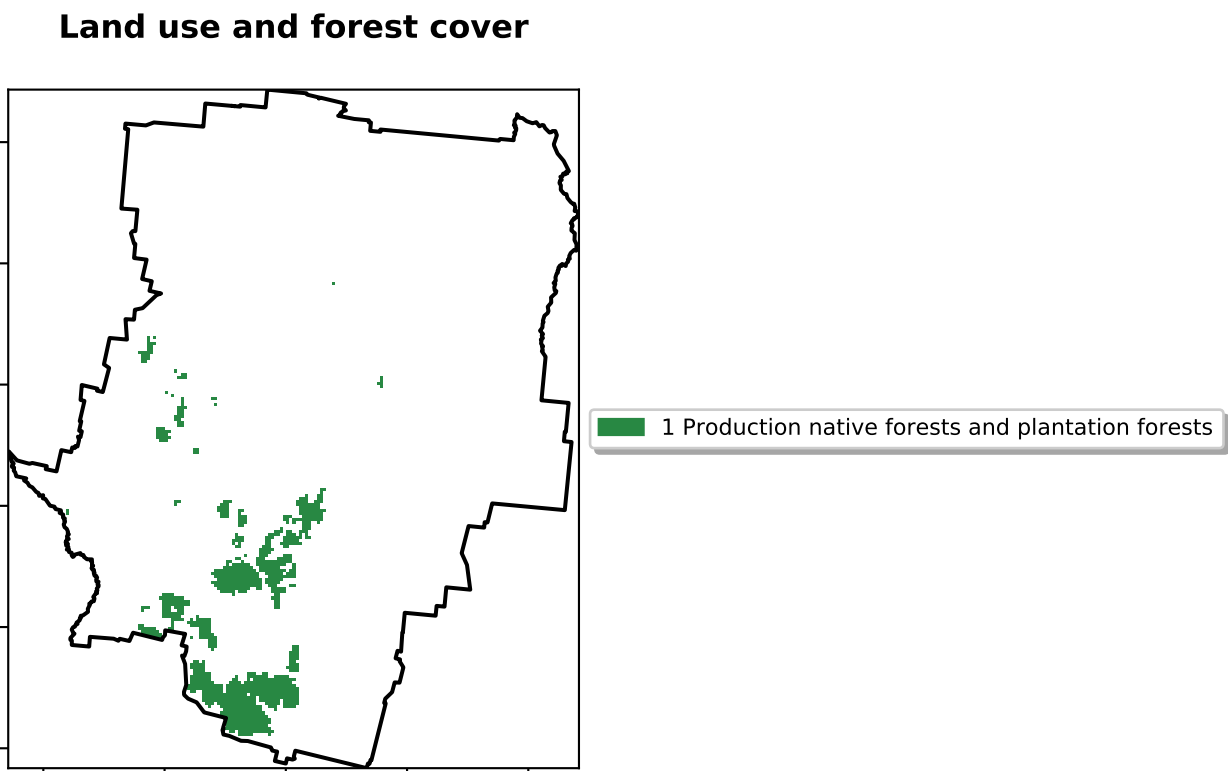 Land use and forest cover
1 Production native forests and plantation forests